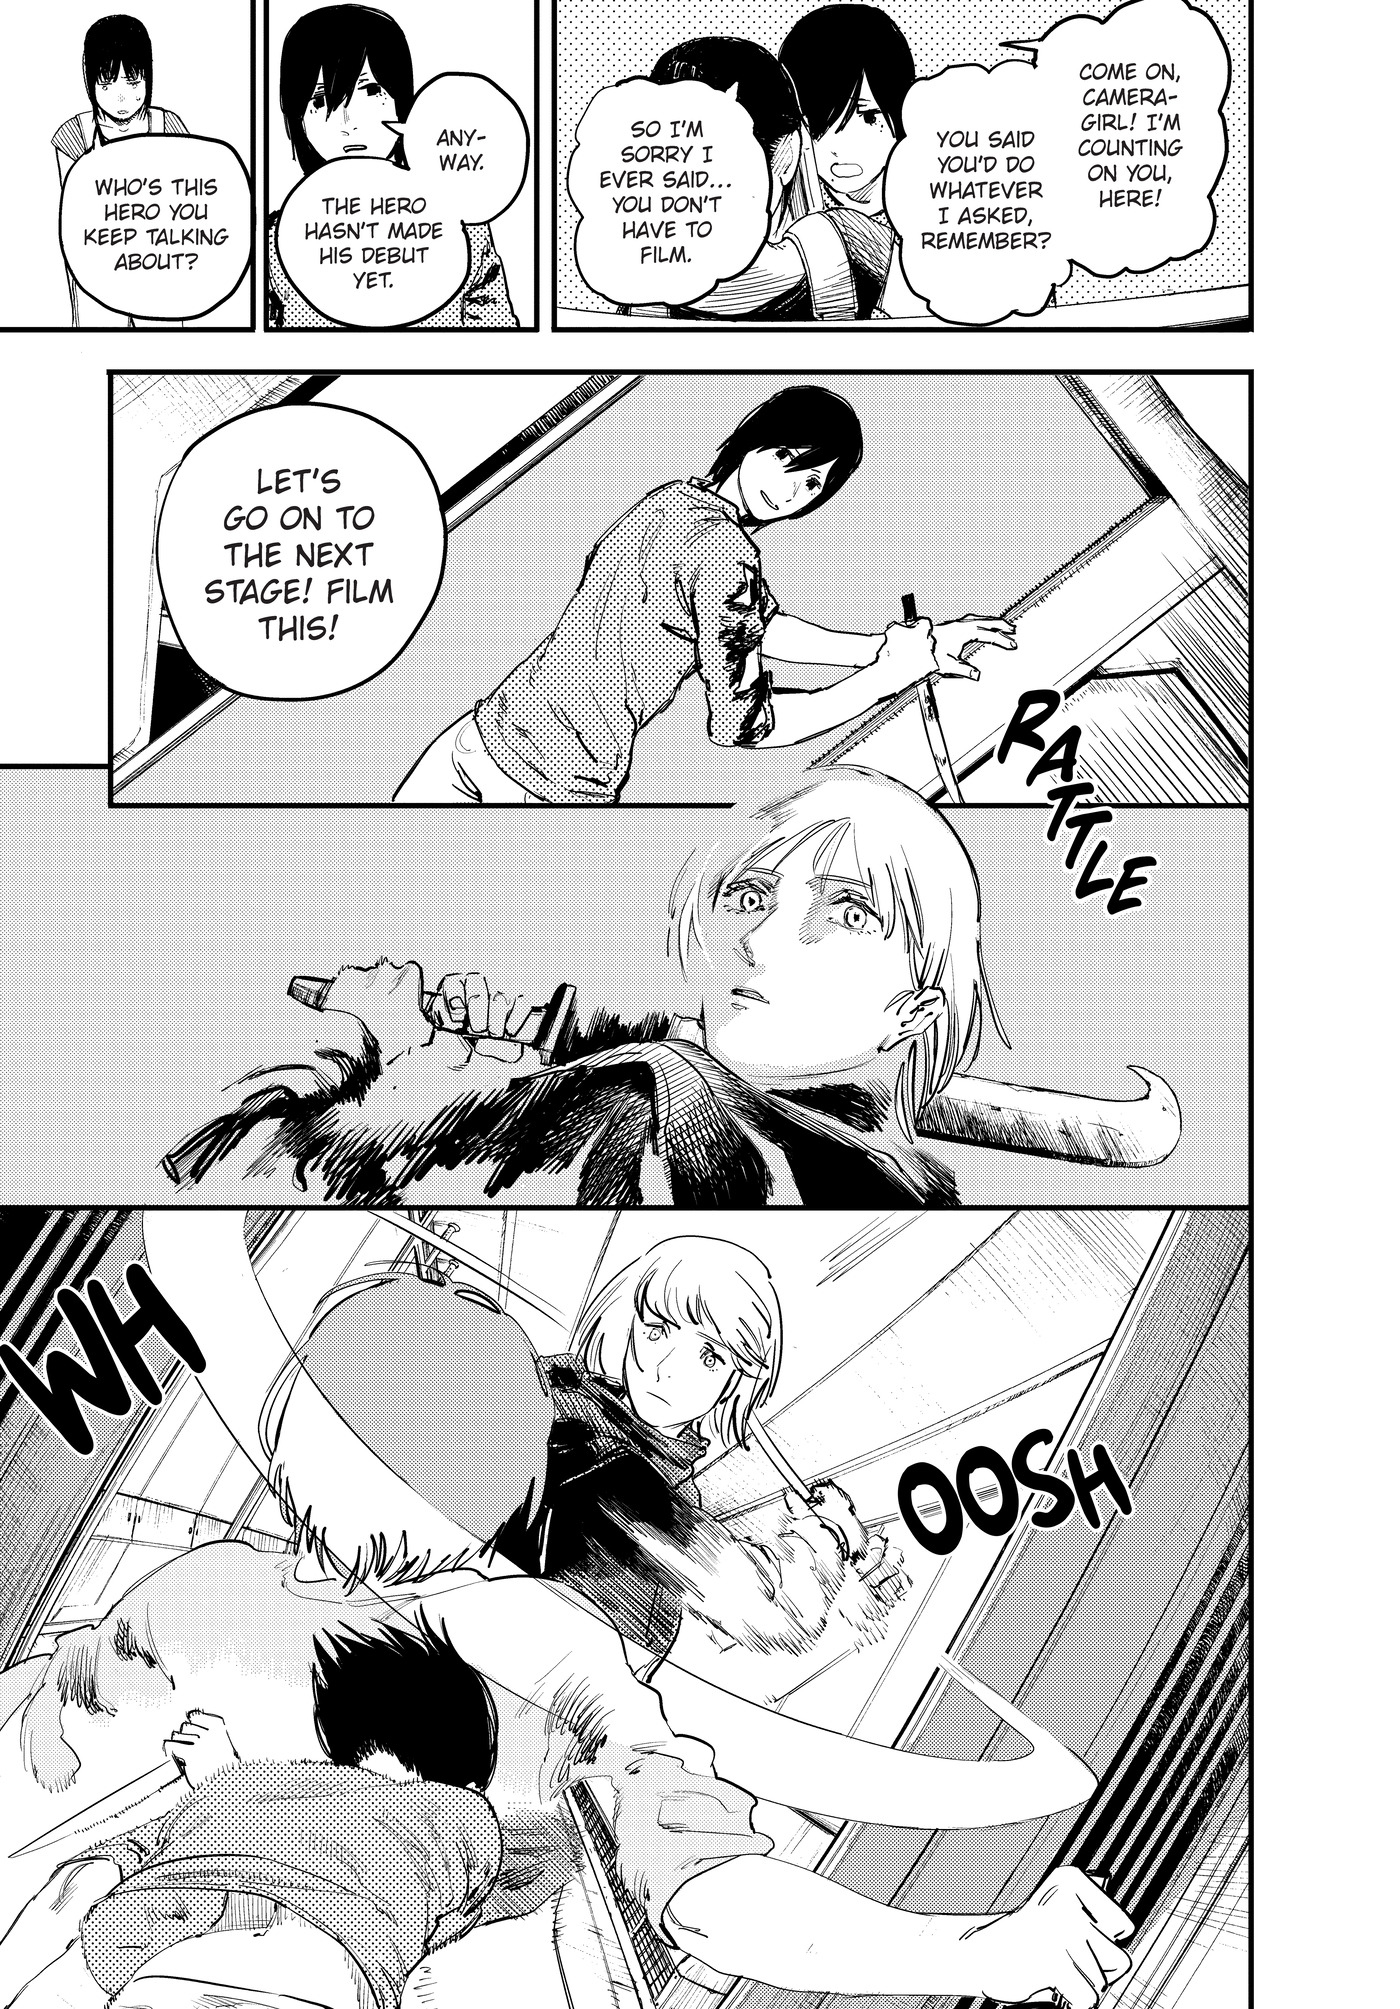 COME ON,
CAMERA-
GIRL! I'M
COUNTING
ON YOU,
HERE!
YOU SAID
YOU'D DO
WHATEVER
I ASKED,
REMEMBER?
SO I'M
SORRY I
EVER SAID...
YOU DON'T
HAVE TO
FILM.
ANY-
WAY.
THE HERO
HASN'T MADE
HIS DEBUT
YET.
WHO'S THIS
HERO YOU
KEEP TALKING
ABOUT?
LET'S
GO ON TO
THE NEXT
STAGE! FILM
THIS!
RATTLE
WH
OOSH